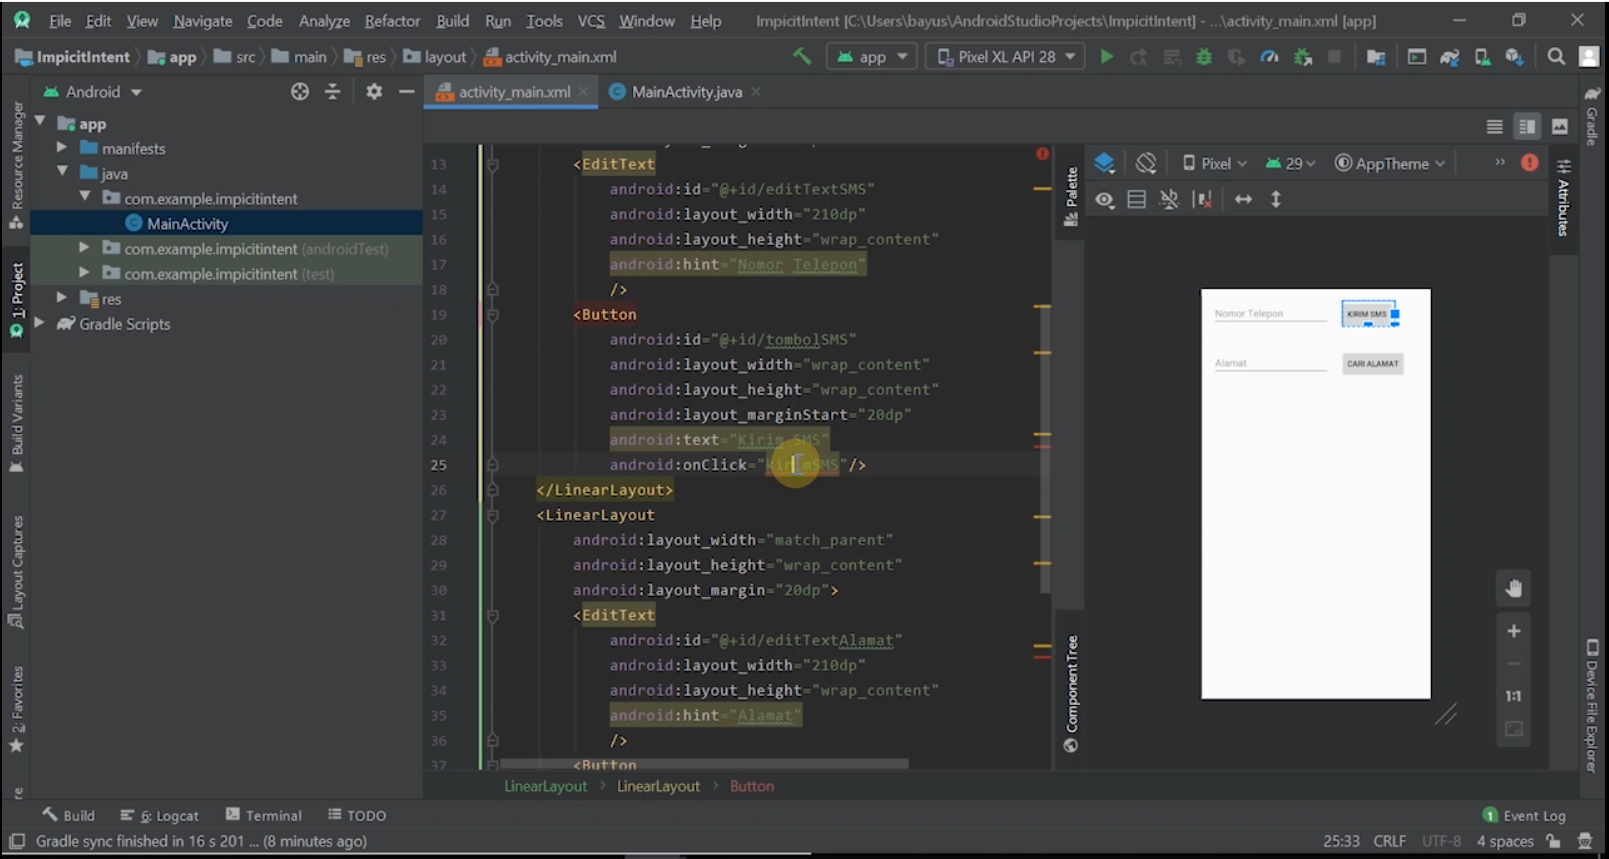 File Edit View Navigate Code Analyze Refactor Build Run Tools VCS Window Help ImpicitIntent [C:\Users\bayus\AndroidStudioProjects\ImpicitIntent] - ...\activity_main.xml [app]
ImpicitIntent app src main res layout activity_main.xml app Pixel XL API 28
Android activity_main.xml MainActivity.java
app
manifests
java
com.example.impicitintent
MainActivity
com.example.impicitintent (androidTest)
com.example.impicitintent (test)
res
Gradle Scripts
Resource Manager
1: Project
Build Variants
Layout Captures
2: Favorites
13 <EditText
14 android:id="@+id/editTextSMS"
15 android:layout_width="210dp"
16 android:layout_height="wrap_content"
17 android:hint="Nomor Telepon"
18 />
19 <Button
20 android:id="@+id/tombolSMS"
21 android:layout_width="wrap_content"
22 android:layout_height="wrap_content"
23 android:layout_marginStart="20dp"
24 android:text="Kirim SMS"
25 android:onClick="kirimSMS"/>
26 </LinearLayout>
27 <LinearLayout
28 android:layout_width="match_parent"
29 android:layout_height="wrap_content"
30 android:layout_margin="20dp">
31 <EditText
32 android:id="@+id/editTextAlamat"
33 android:layout_width="210dp"
34 android:layout_height="wrap_content"
35 android:hint="Alamat"
36 />
37 <Button
LinearLayout LinearLayout Button
Palette
Component Tree
Pixel 29 AppTheme
Nomor Telepon KIRIM SMS
Alamat CARI ALAMAT
1:1
Gradle
Attributes
Device File Explorer
Build 6: Logcat Terminal TODO 1 Event Log
Gradle sync finished in 16 s 201 ... (8 minutes ago) 25:33 CRLF UTF-8 4 spaces